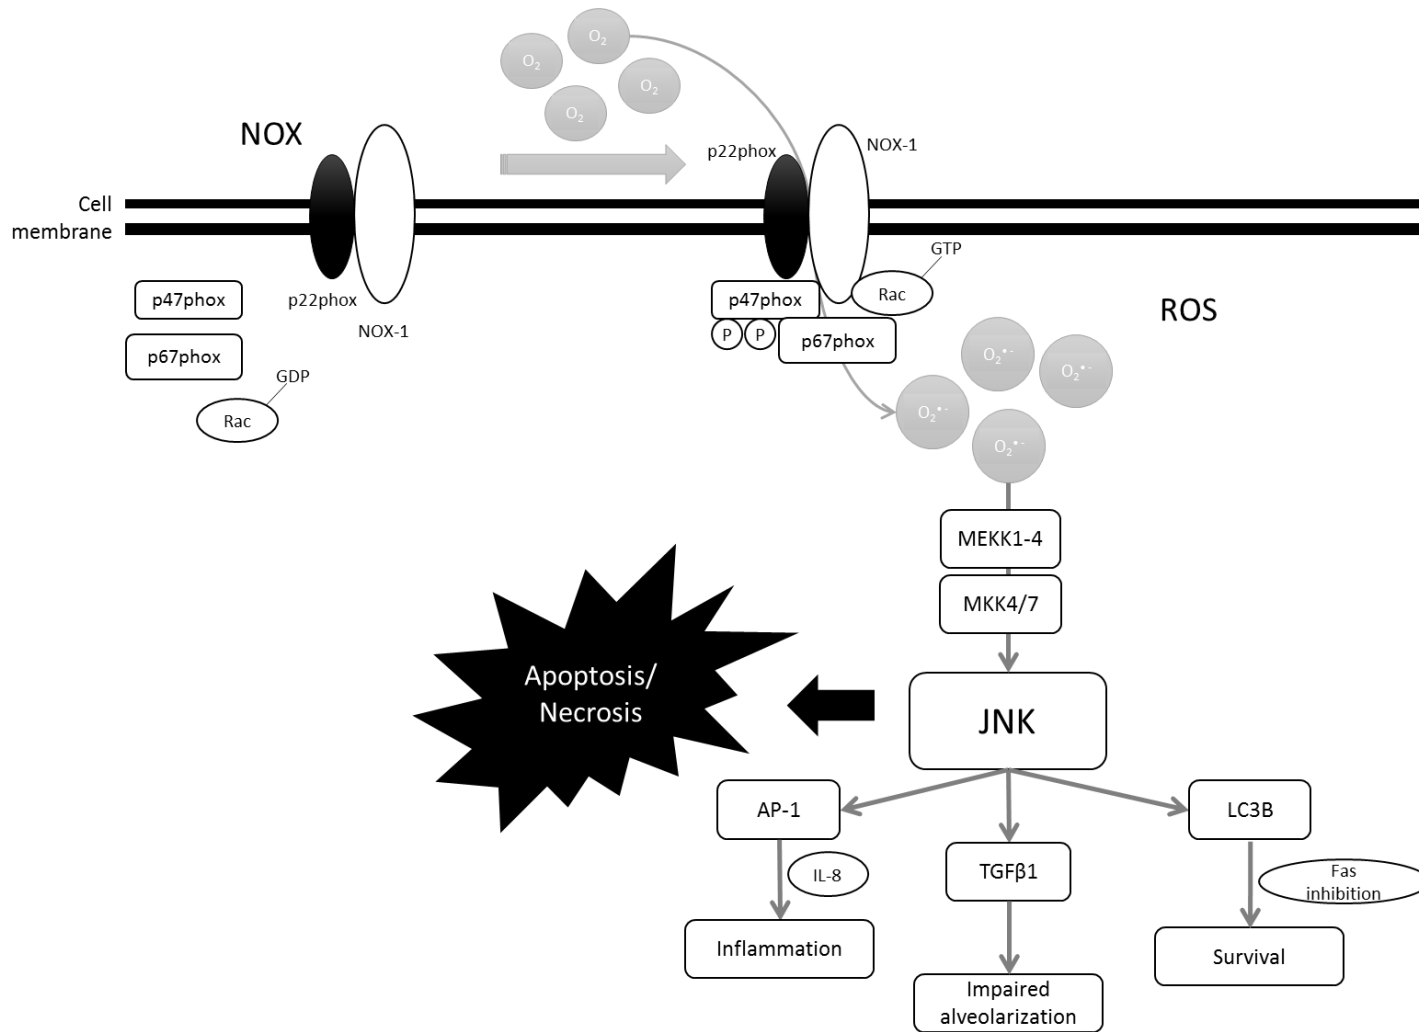 O2
O2
O2
O2
NOX
p22phox
NOX-1
Cell
membrane
p47phox
p22phox
NOX-1
p67phox
GDP
Rac
GTP
Rac
p47phox
P
P
p67phox
ROS
O2•-
O2•-
O2•-
O2•-
MEKK1-4
MKK4/7
JNK
Apoptosis/
Necrosis
AP-1
TGFβ1
LC3B
IL-8
Fas
inhibition
Inflammation
Impaired
alveolarization
Survival